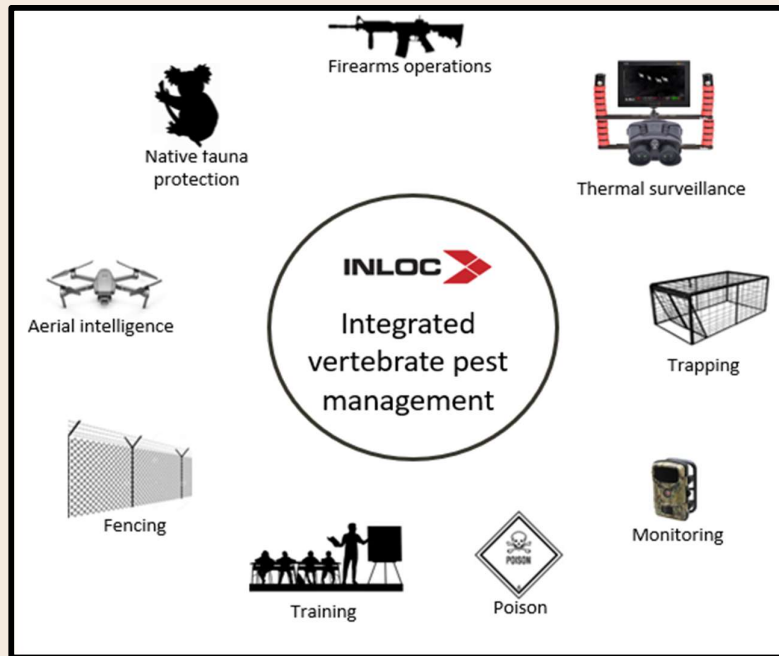 Firearms operations
Native fauna
protection
Thermal surveillance
INLOC
Integrated
vertebrate pest
management
Aerial intelligence
Trapping
Fencing
Monitoring
POISON
Training
Poison